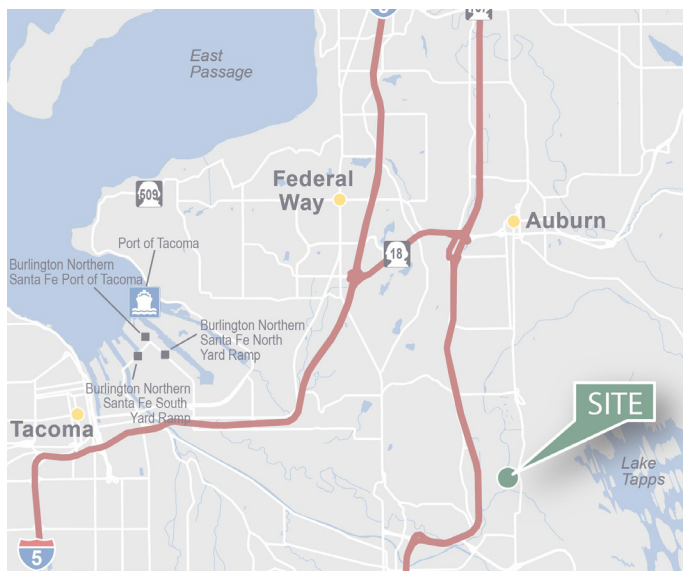 East
Passage
Federal
Way
509
Auburn
Port of Tacoma
18
Burlington Northern
Santa Fe Port of Tacoma
Burlington Northern
Santa Fe North
Yard Ramp
Burlington Northern
Santa Fe South
Yard Ramp
SITE
Tacoma
Lake
Tapps
5